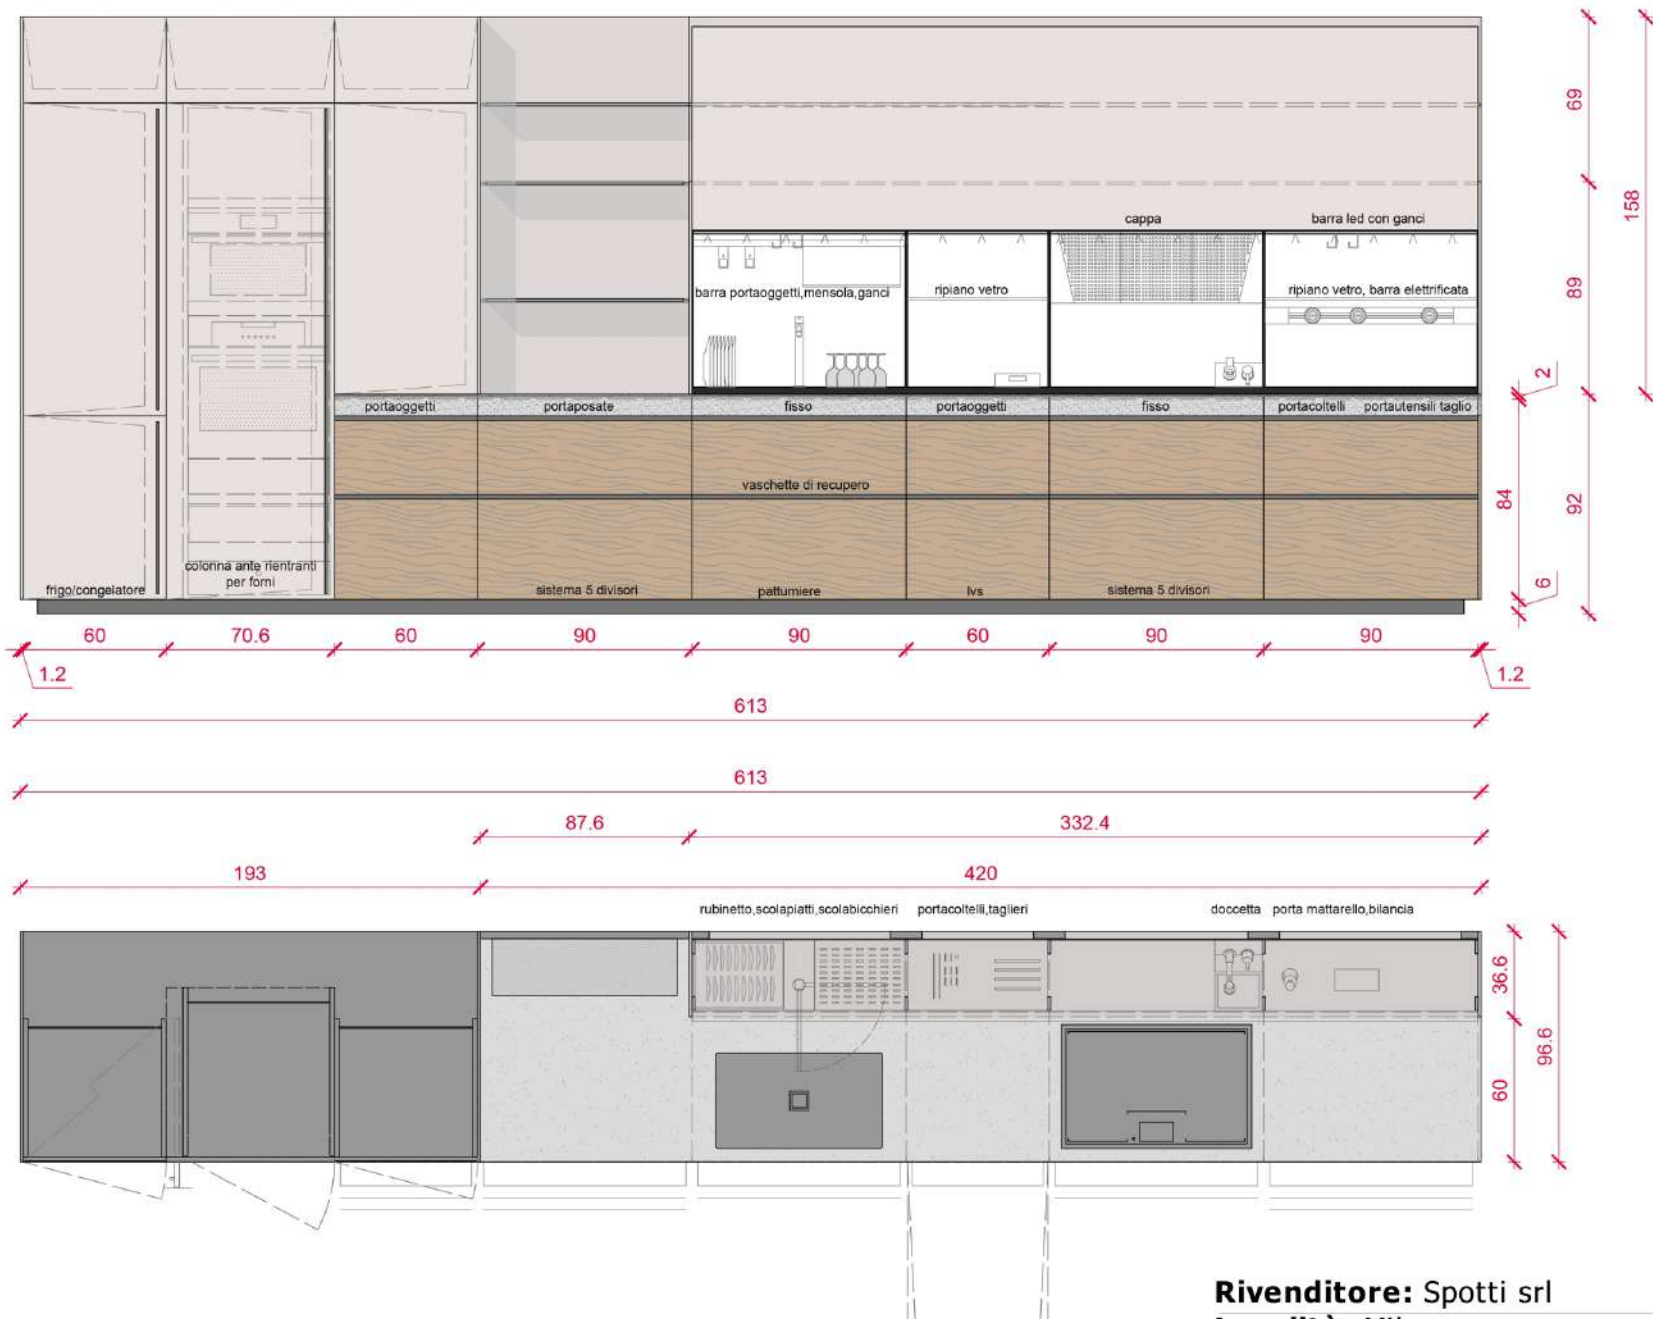 69
158
cappa
barra led con ganci
barra portaoggetti,mensola,ganci
ripiano vetro
ripiano vetro, barra elettrificata
89
2
portaoggetti
portaposate
fisso
portaoggetti
fisso
portacoltelli
portautensili taglio
vaschette di recupero
84
92
colonna ante rientranti
per forni
frigo/congelatore
sistema 5 divisori
pattumiere
lvs
sistema 5 divisori
6
60
70.6
60
90
90
60
90
90
1.2
1.2
613
613
87.6
332.4
193
420
rubinetto,scolapiatti,scolabicchieri
portacoltelli,taglieri
doccetta
porta mattarello,bilancia
36.6
96.6
60
Rivenditore: Spotti srl